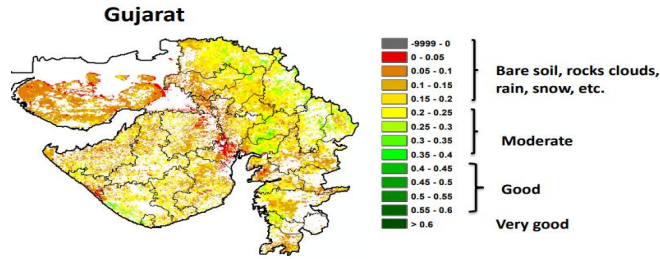 Gujarat
-9999 - 0
0 - 0.05
0.05 - 0.1
0.1 - 0.15
0.15 - 0.2
0.2 - 0.25
0.25 - 0.3
0.3 - 0.35
0.35 - 0.4
0.4 - 0.45
0.45 - 0.5
0.5 - 0.55
0.55 - 0.6
> 0.6
Bare soil, rocks clouds,
rain, snow, etc.
Moderate
Good
Very good